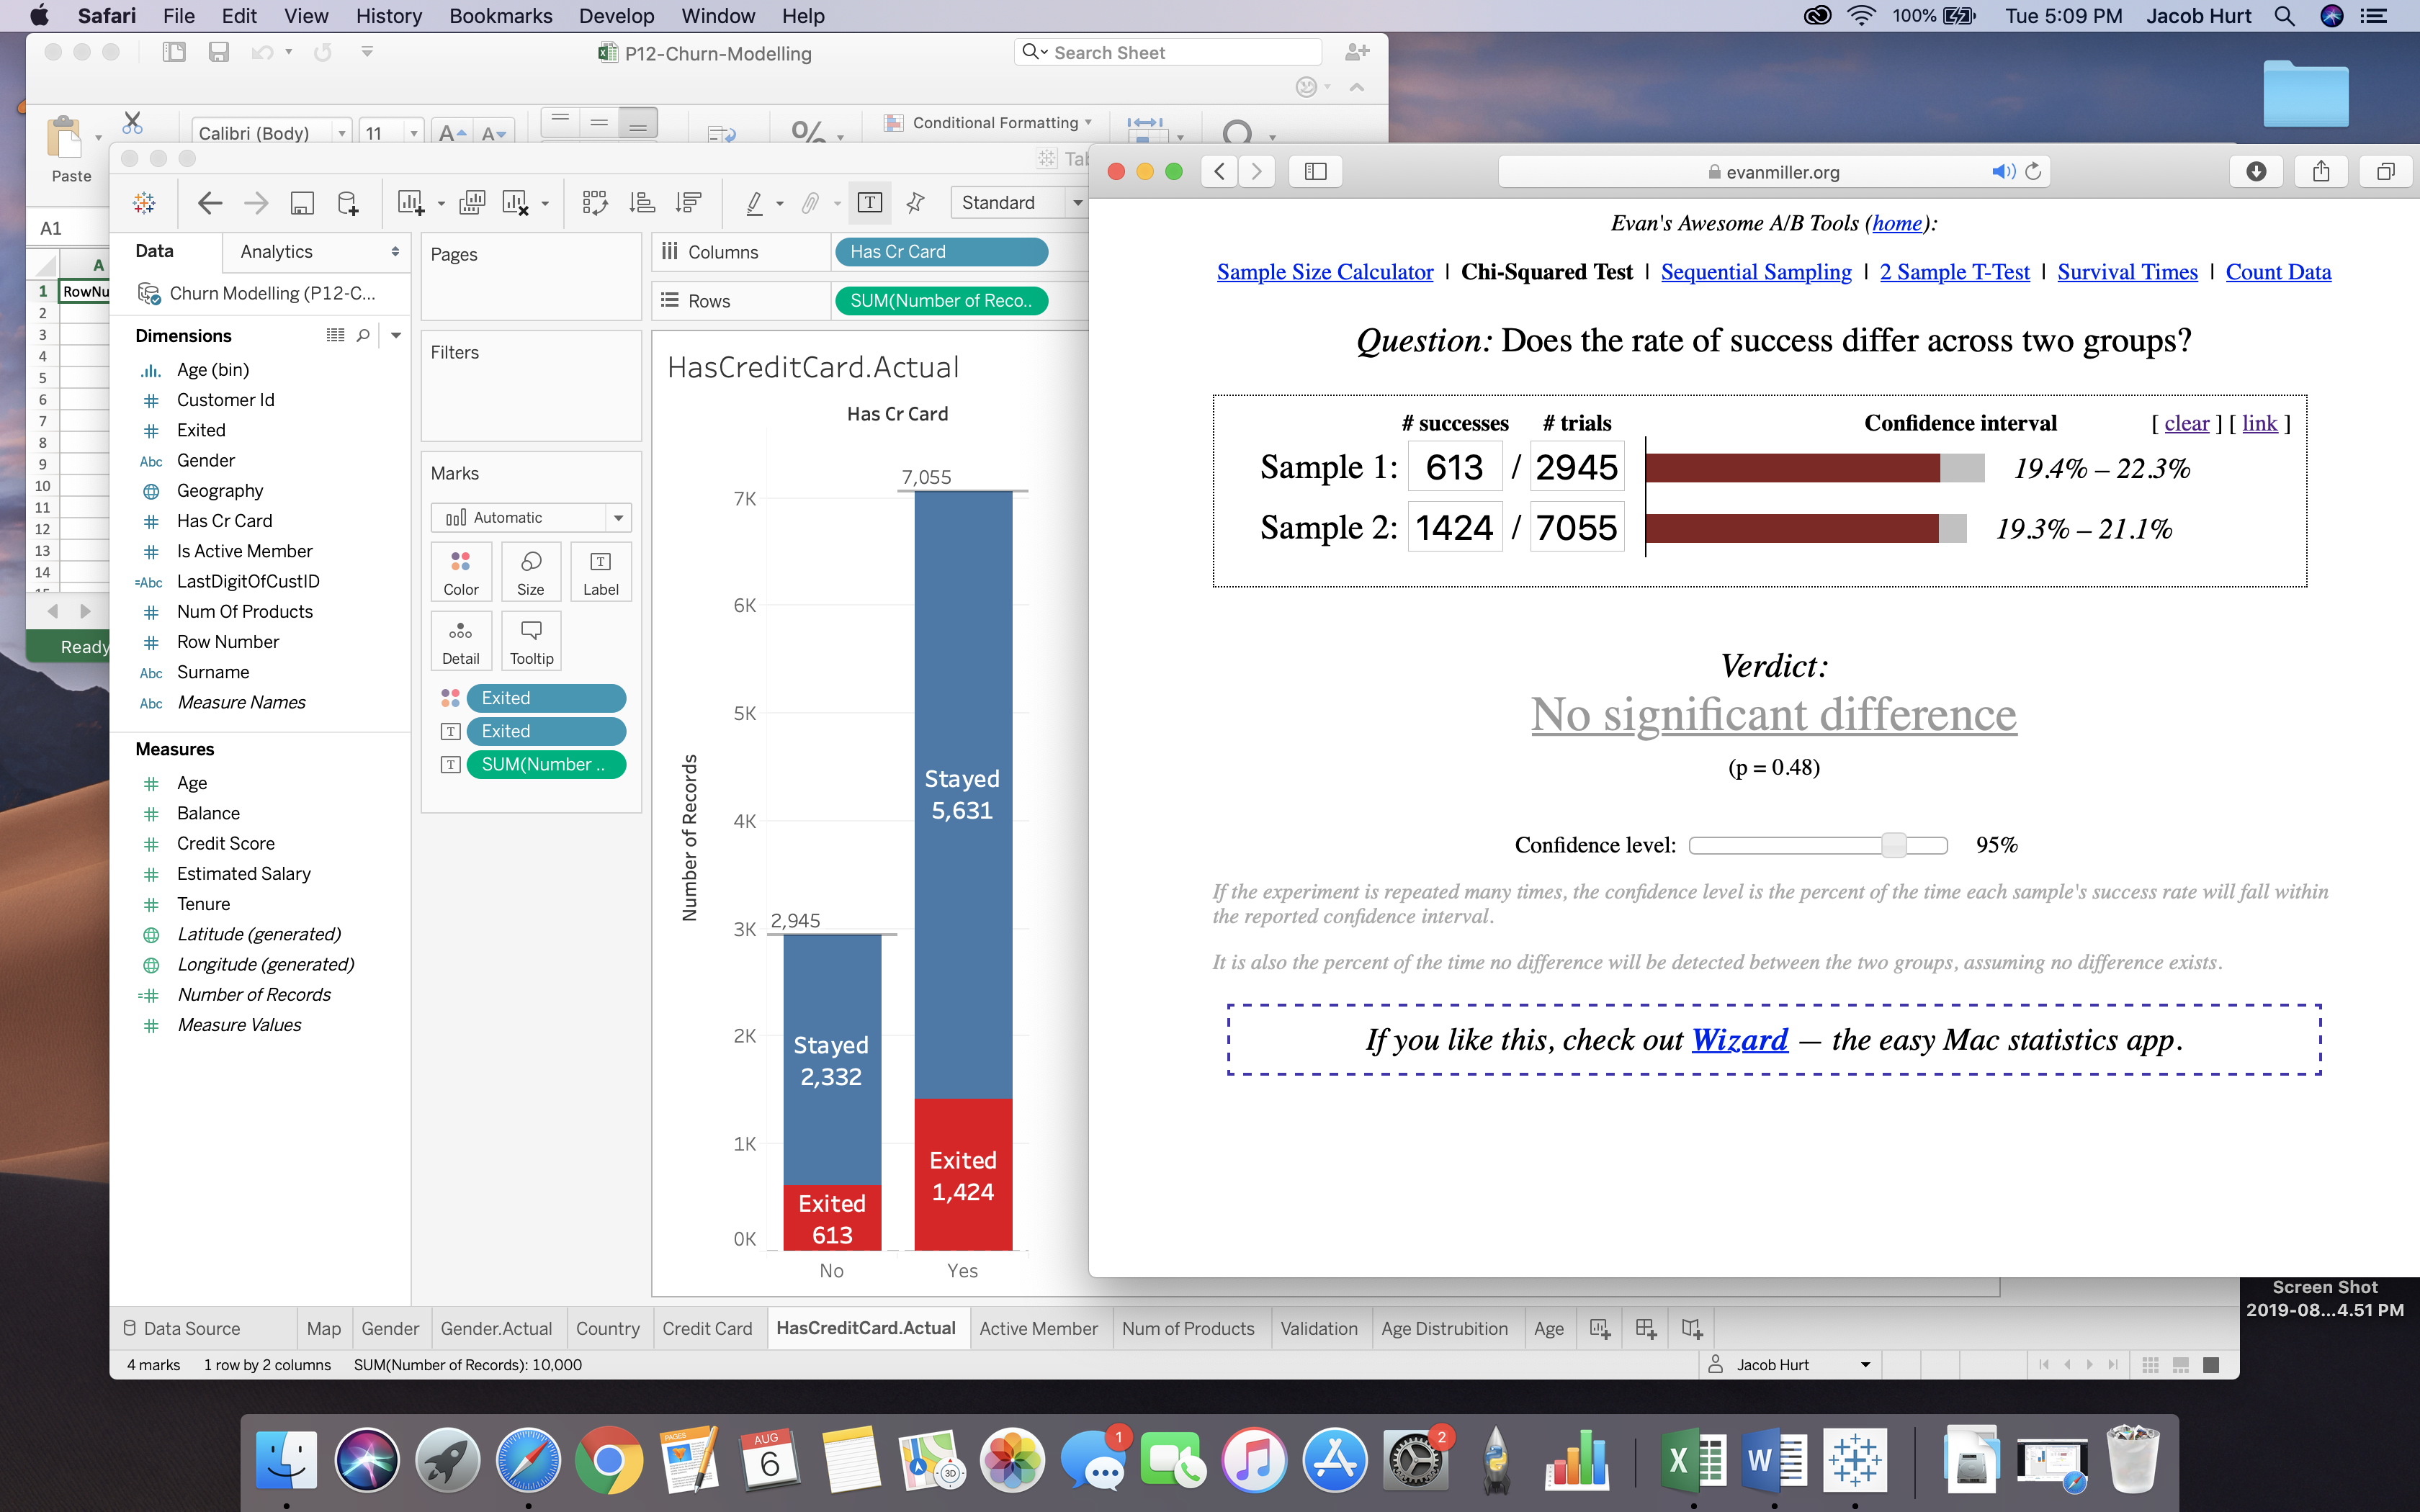 Safari File Edit View History Bookmarks Develop Window Help
100% Tue 5:09 PM Jacob Hurt
P12-Churn-Modelling
Search Sheet
Paste
Calibri (Body) 11 A A
%
Conditional Formatting
A1
A
1 RowNu
2
3
4
5
6
7
8
9
10
11
12
13
14
Ready
Standard
Data Analytics
Churn Modelling (P12-C...
Dimensions
Age (bin)
Customer Id
Exited
Abc Gender
Geography
Has Cr Card
Is Active Member
=Abc LastDigitOfCustID
Num Of Products
Row Number
Abc Surname
Abc Measure Names
Measures
Age
Balance
Credit Score
Estimated Salary
Tenure
Latitude (generated)
Longitude (generated)
Number of Records
Measure Values
Pages
Filters
Marks
Automatic
Color Size Label
Detail Tooltip
Exited
Exited
SUM(Number ..
Columns Has Cr Card
Rows SUM(Number of Reco..
HasCreditCard.Actual
Has Cr Card
Number of Records
7K
6K
5K
4K
3K
2K
1K
0K
7,055
2,945
Stayed
5,631
Stayed
2,332
Exited
1,424
Exited
613
No Yes
evanmiller.org
Evan's Awesome A/B Tools (home):
Sample Size Calculator | Chi-Squared Test | Sequential Sampling | 2 Sample T-Test | Survival Times | Count Data
Question: Does the rate of success differ across two groups?
# successes # trials Confidence interval [ clear ] [ link ]
Sample 1: 613 / 2945 19.4% – 22.3%
Sample 2: 1424 / 7055 19.3% – 21.1%
Verdict:
No significant difference
(p = 0.48)
Confidence level: 95%
If the experiment is repeated many times, the confidence level is the percent of the time each sample's success rate will fall within
the reported confidence interval.
It is also the percent of the time no difference will be detected between the two groups, assuming no difference exists.
If you like this, check out Wizard — the easy Mac statistics app.
Screen Shot
2019-08...4.51 PM
Data Source Map Gender Gender.Actual Country Credit Card HasCreditCard.Actual Active Member Num of Products Validation Age Distrubition Age
4 marks 1 row by 2 columns SUM(Number of Records): 10,000
Jacob Hurt
PAGES
AUG
6
3D
1
2
X
W